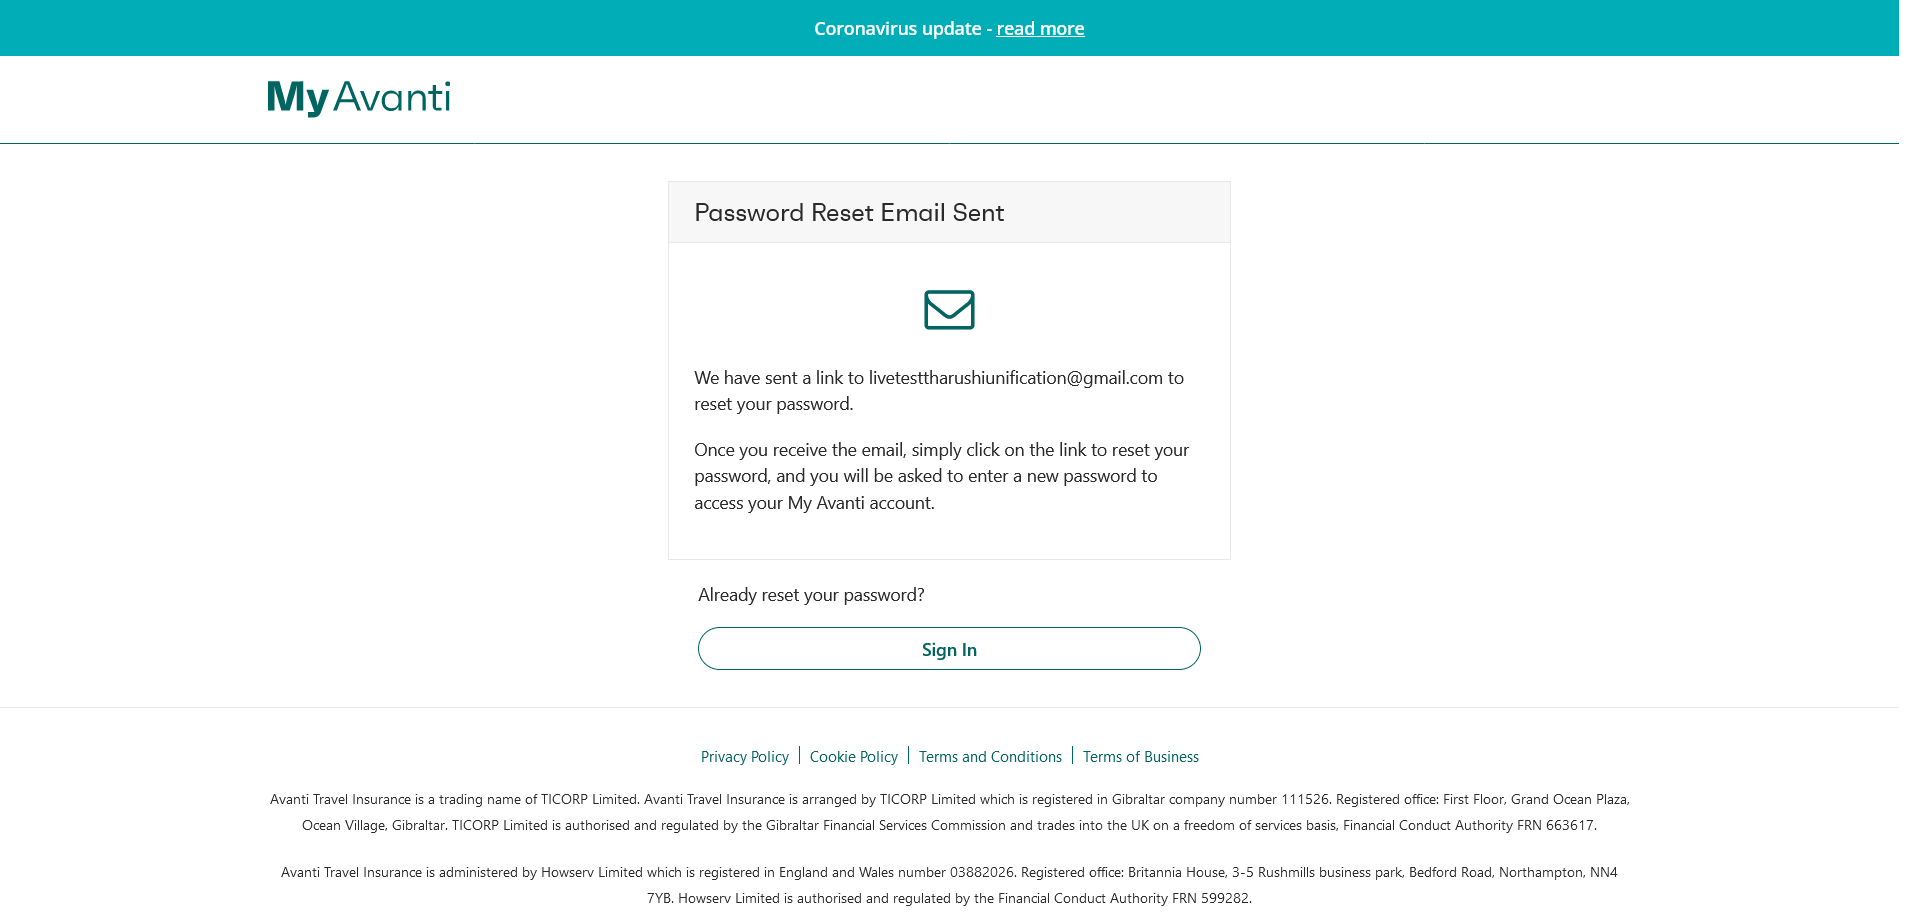 Coronavirus update - read more
My Avanti
Password Reset Email Sent
We have sent a link to livetesttharushiunification@gmail.com to
reset your password.
Once you receive the email, simply click on the link to reset your
password, and you will be asked to enter a new password to
access your My Avanti account.
Already reset your password?
Sign In
Privacy Policy | Cookie Policy | Terms and Conditions | Terms of Business
Avanti Travel Insurance is a trading name of TICORP Limited. Avanti Travel Insurance is arranged by TICORP Limited which is registered in Gibraltar company number 111526. Registered office: First Floor, Grand Ocean Plaza,
Ocean Village, Gibraltar. TICORP Limited is authorised and regulated by the Gibraltar Financial Services Commission and trades into the UK on a freedom of services basis, Financial Conduct Authority FRN 663617.
Avanti Travel Insurance is administered by Howserv Limited which is registered in England and Wales number 03882026. Registered office: Britannia House, 3-5 Rushmills business park, Bedford Road, Northampton, NN4
7YB. Howserv Limited is authorised and regulated by the Financial Conduct Authority FRN 599282.